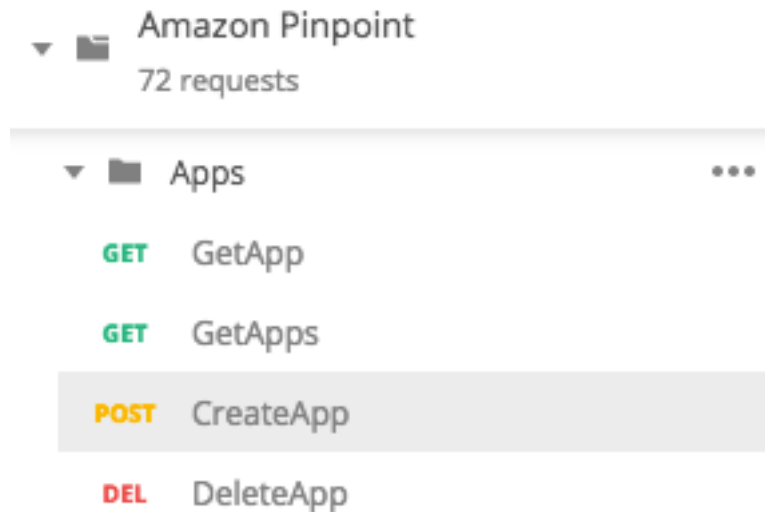 Amazon Pinpoint
72 requests
Apps
GET GetApp
GET GetApps
POST CreateApp
DEL DeleteApp